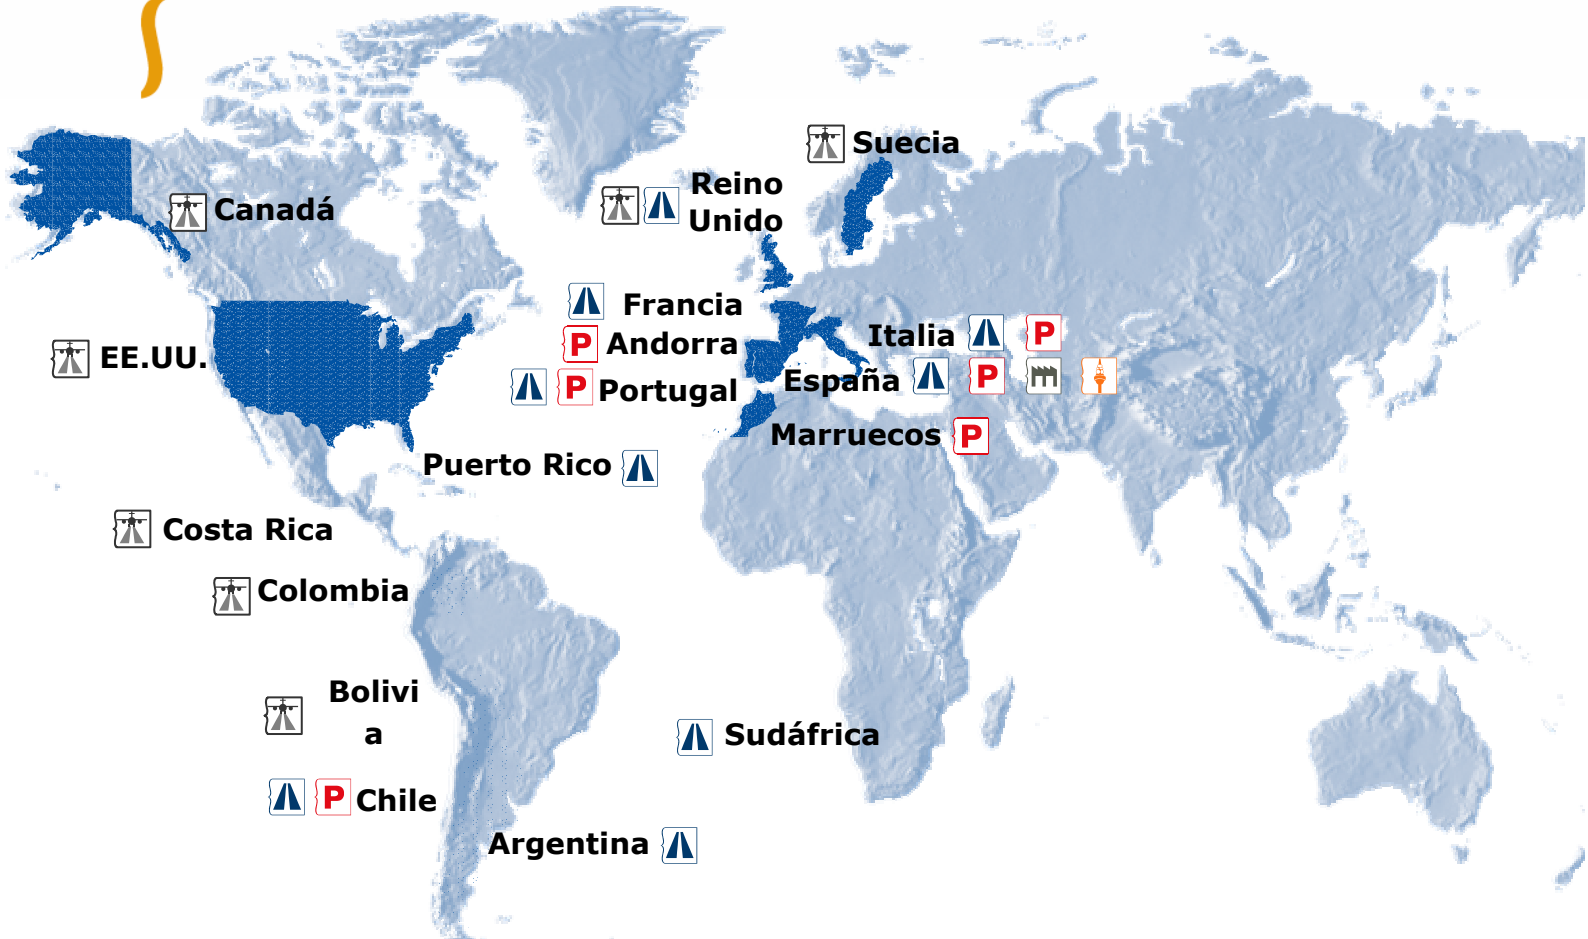 Suecia
Canadá
Reino
Unido
Francia
Italia P
P Andorra
EE.UU.
España P
P Portugal
Marruecos P
Puerto Rico
Costa Rica
Colombia
Bolivi
a
Sudáfrica
P Chile
Argentina